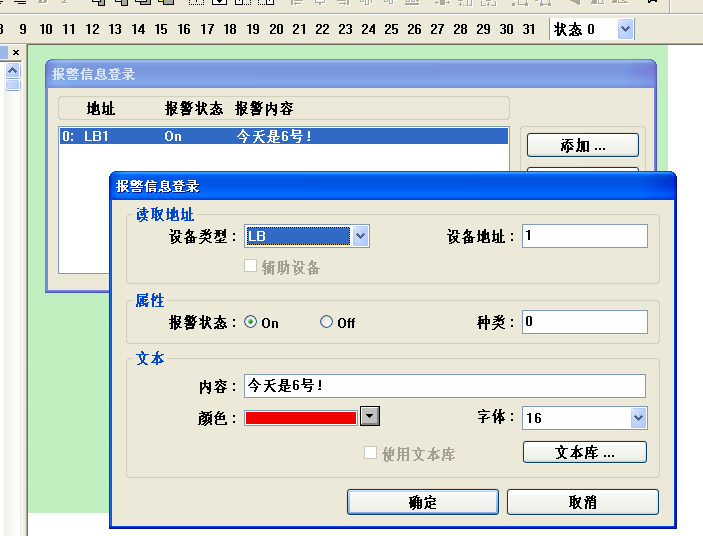 9 10 11 12 13 14 15 16 17 18 19 20 21 22 23 24 25 26 27 28 29 30 31 状态 0
报警信息登录
地址 报警状态 报警内容
0: LB1 On 今天是6号!
添加 ...
报警信息登录
读取地址
设备类型: LB 设备地址: 1
辅助设备
属性
报警状态: On Off 种类: 0
文本
内容: 今天是6号!
颜色: 字体: 16
使用文本库 文本库 ...
确定 取消